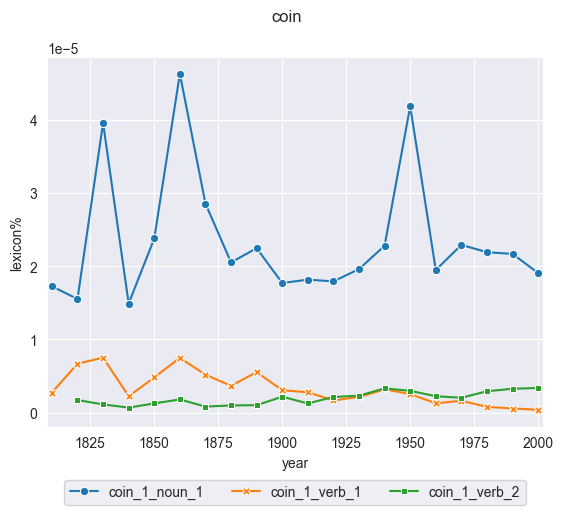 coin
1e−5
4
3
2
1
0
lexicon%
1825 1850 1875 1900 1925 1950 1975 2000
year
coin_1_noun_1 coin_1_verb_1 coin_1_verb_2